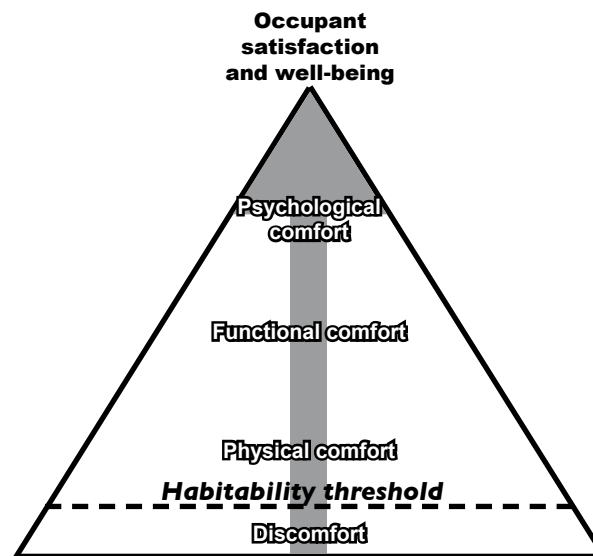 Occupant
satisfaction
and well-being
Psychological
comfort
Functional comfort
Physical comfort
Habitability threshold
Discomfort